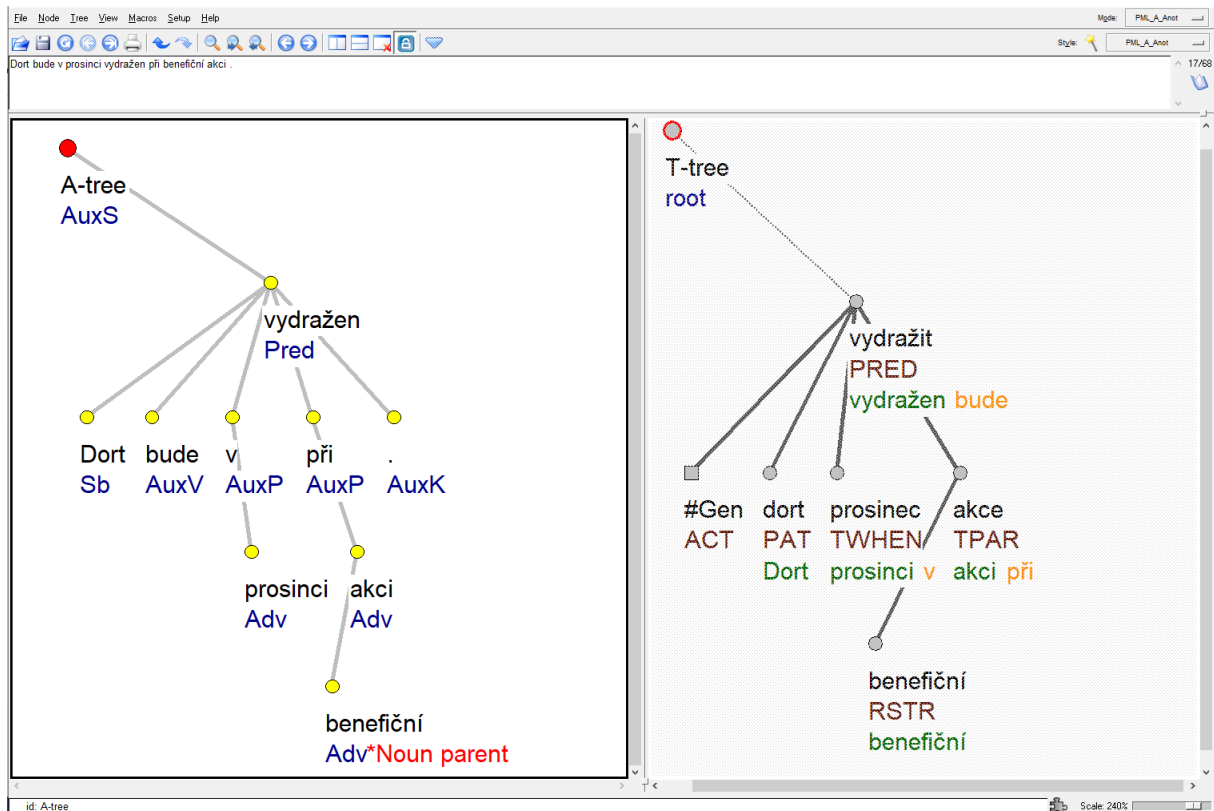 File Node Tree View Macros Setup Help
Mode: PML_A_Anot
Style: PML_A_Anot
Dort bude v prosinci vydražen při benefiční akci .
17/68
A-tree
AuxS
vydražen
Pred
Dort bude v při .
Sb AuxV AuxP AuxP AuxK
prosinci akci
Adv Adv
benefiční
Adv*Noun parent
T-tree
root
vydražit
PRED
vydražen bude
#Gen dort prosinec akce
ACT PAT TWHEN TPAR
Dort prosinci v akci při
benefiční
RSTR
benefiční
id: A-tree
Scale: 240%